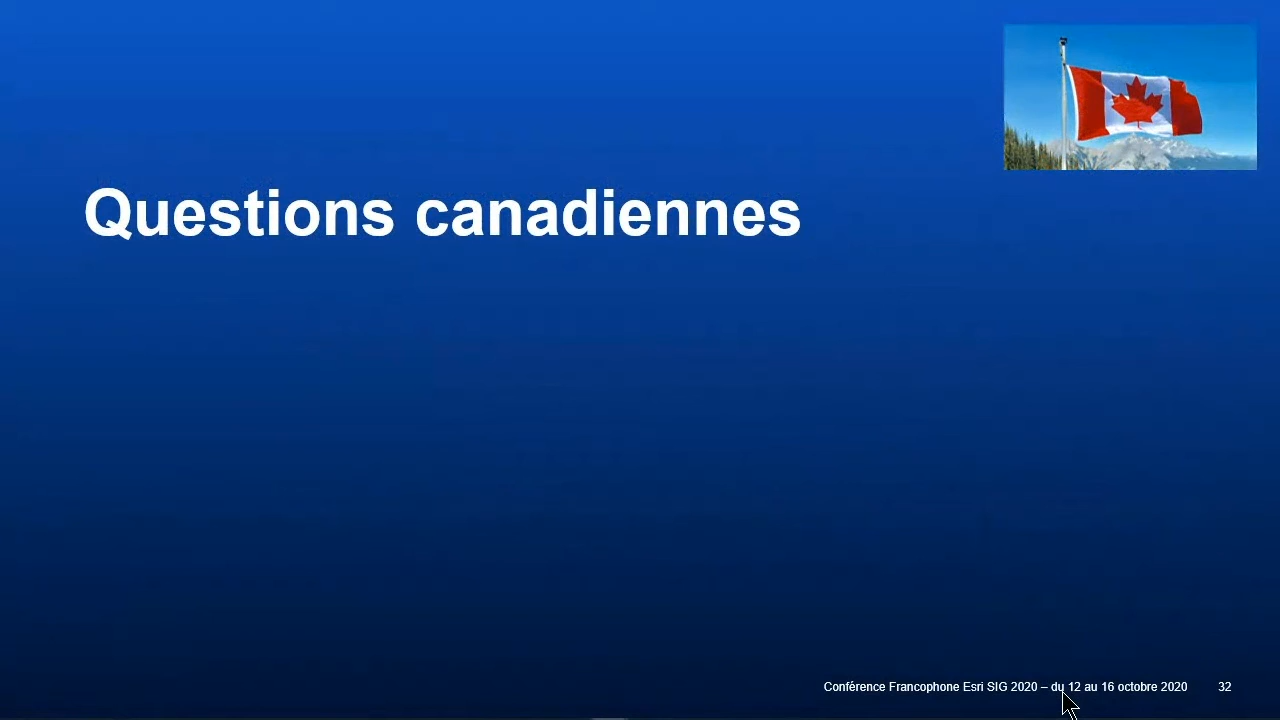 Questions canadiennes
Conférence Francophone Esri SIG 2020 – du 12 au 16 octobre 2020 32